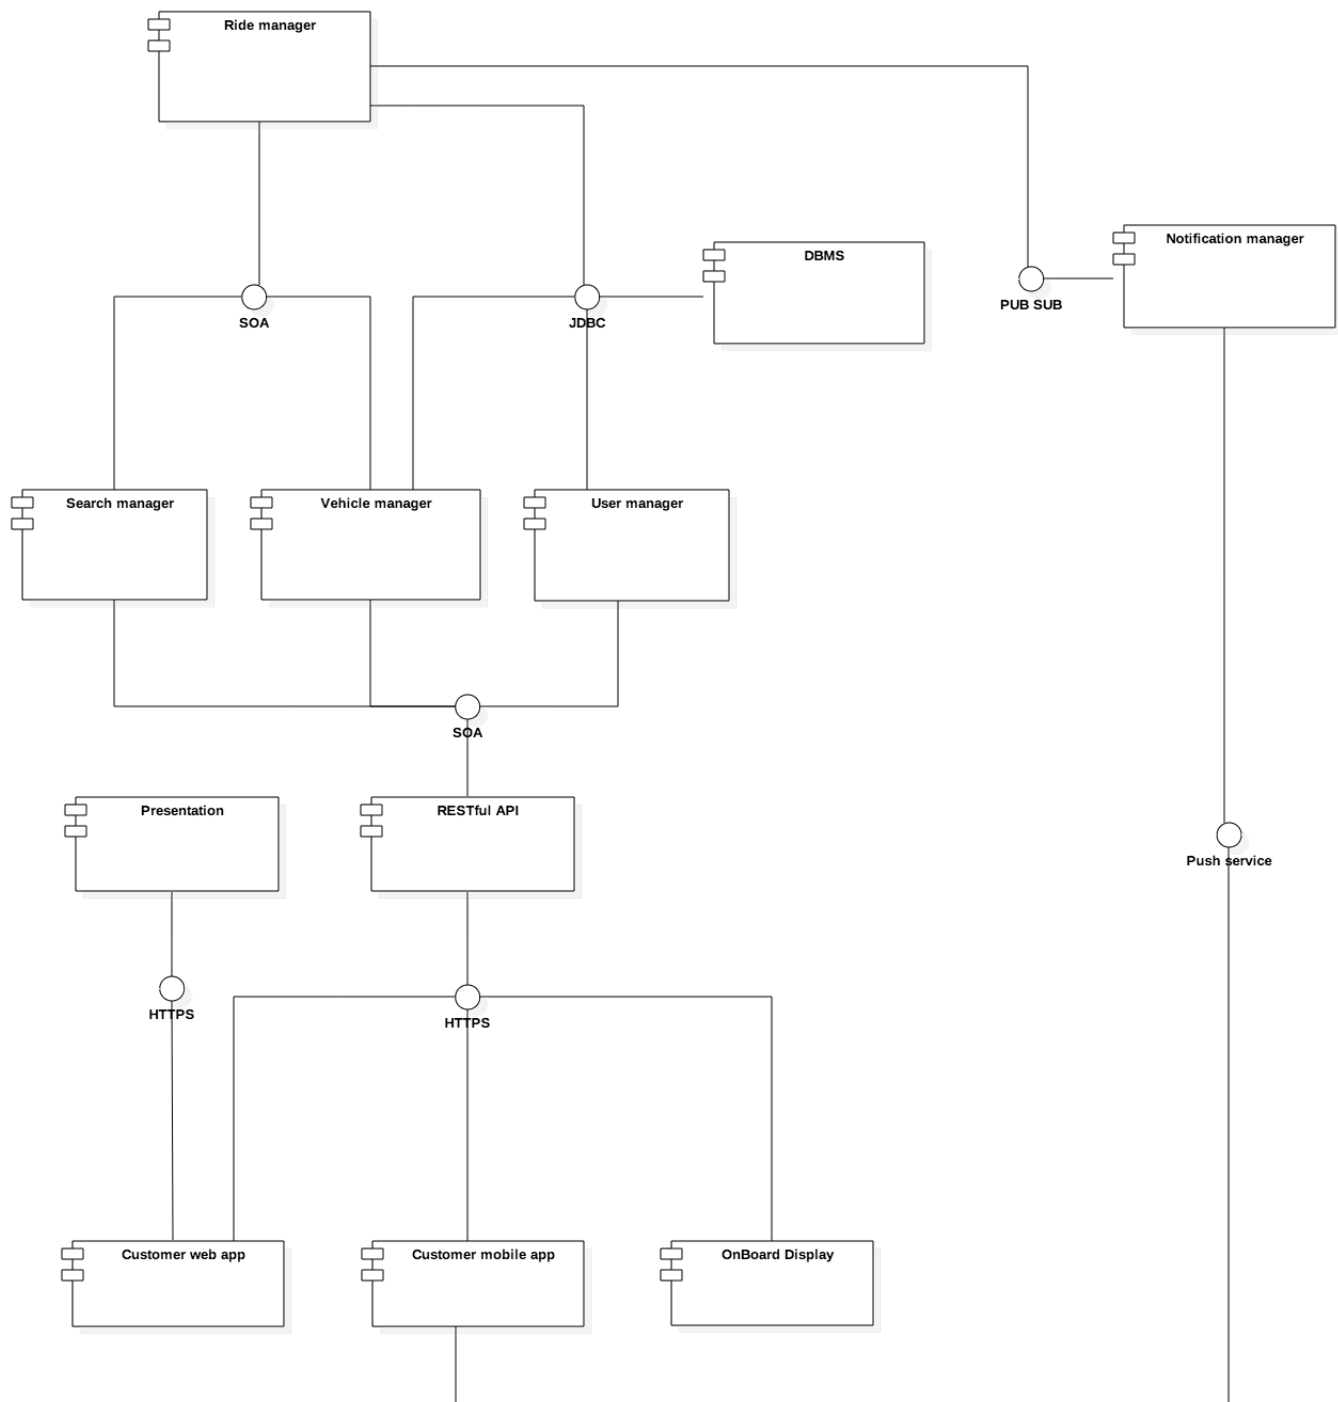 Ride manager
Notification manager
DBMS
PUB SUB
SOA
JDBC
Search manager
Vehicle manager
User manager
SOA
Presentation
RESTful API
Push service
HTTPS
HTTPS
Customer web app
Customer mobile app
OnBoard Display